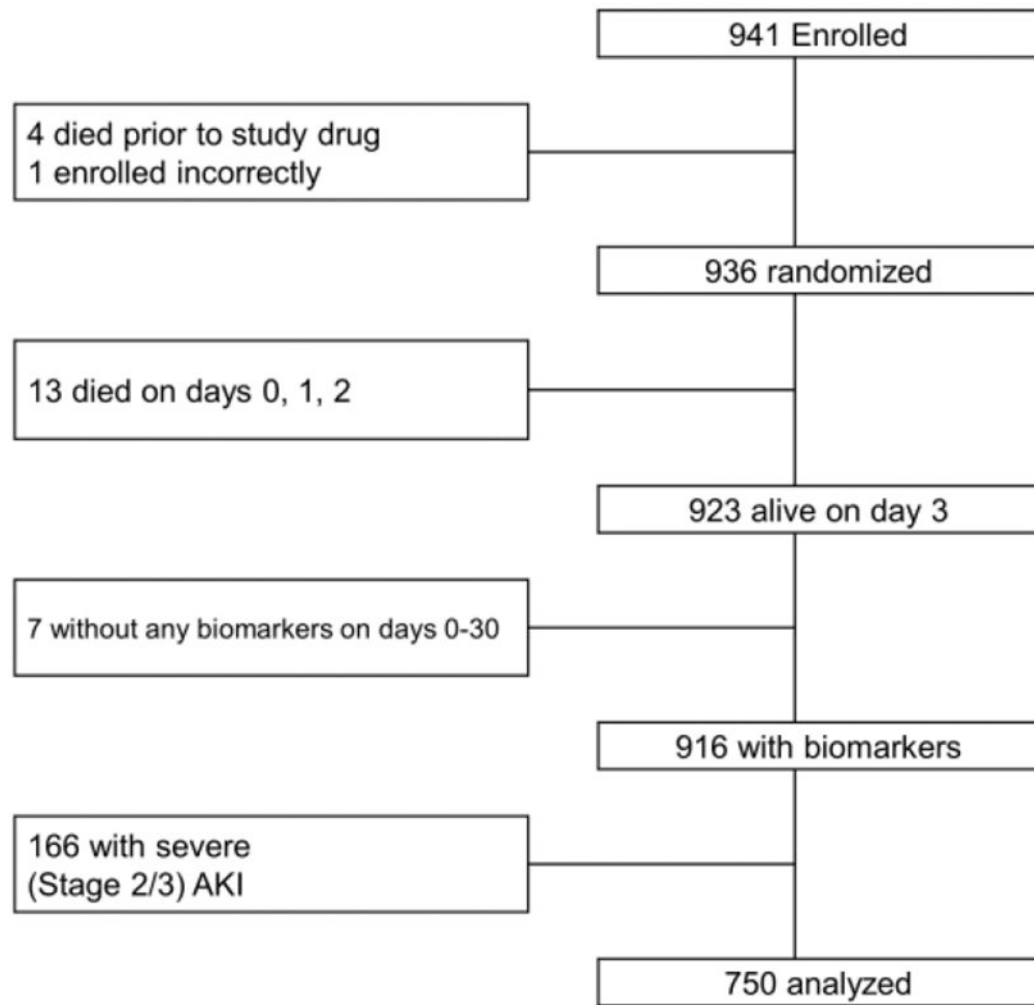 941 Enrolled
4 died prior to study drug
1 enrolled incorrectly
936 randomized
13 died on days 0, 1, 2
923 alive on day 3
7 without any biomarkers on days 0-30
916 with biomarkers
166 with severe
(Stage 2/3) AKI
750 analyzed